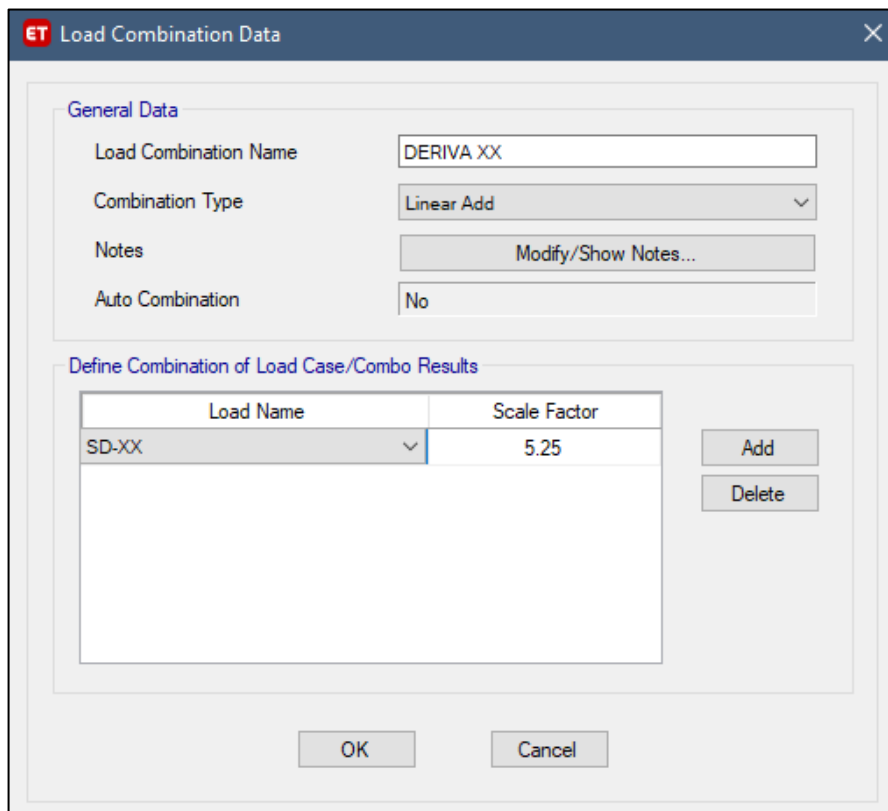 ET Load Combination Data
General Data
Load Combination Name DERIVA XX
Combination Type Linear Add
Notes Modify/Show Notes...
Auto Combination No
Define Combination of Load Case/Combo Results
Load Name Scale Factor
SD-XX 5.25 Add
Delete
OK Cancel